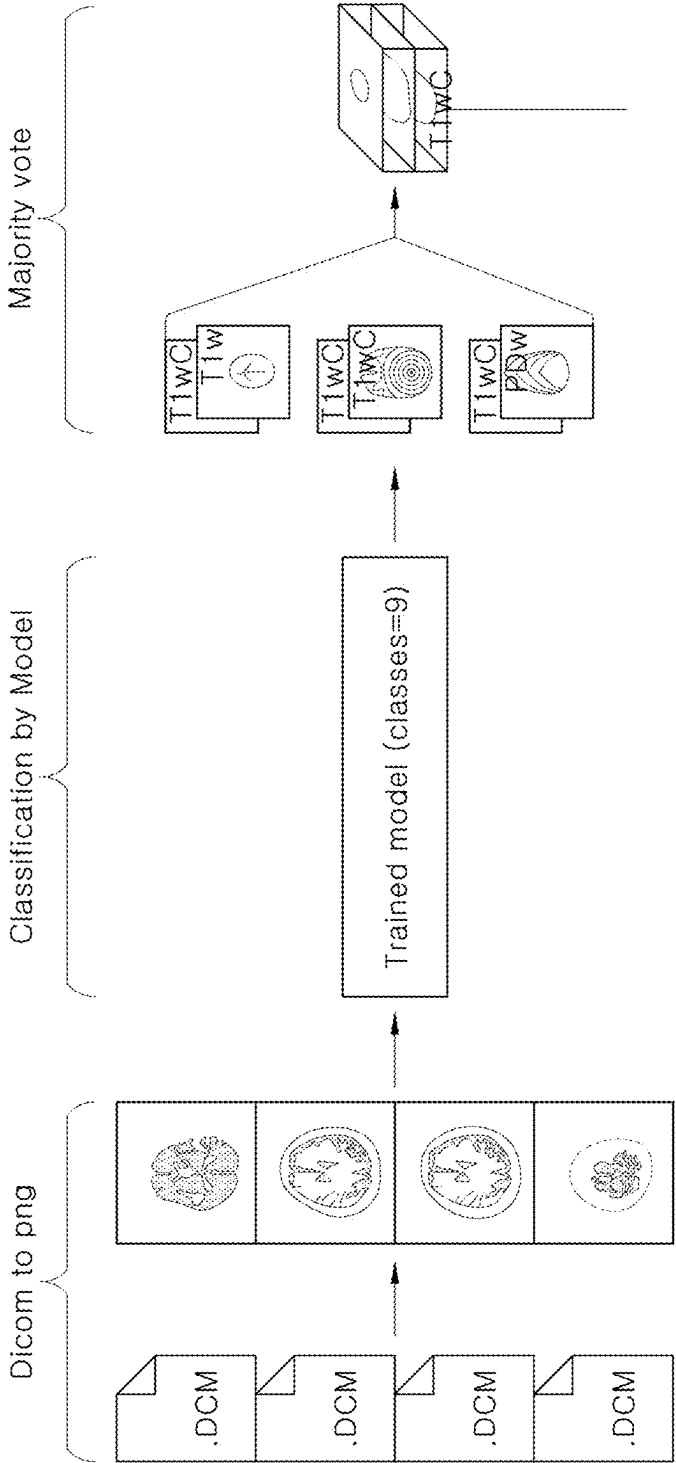 Dicom to png
Classification by Model
Majority vote
.DCM
.DCM
.DCM
.DCM
Trained model (classes=9)
T1wC
T1w
T1wC
T1wC
T1wC
PDw
T1wC